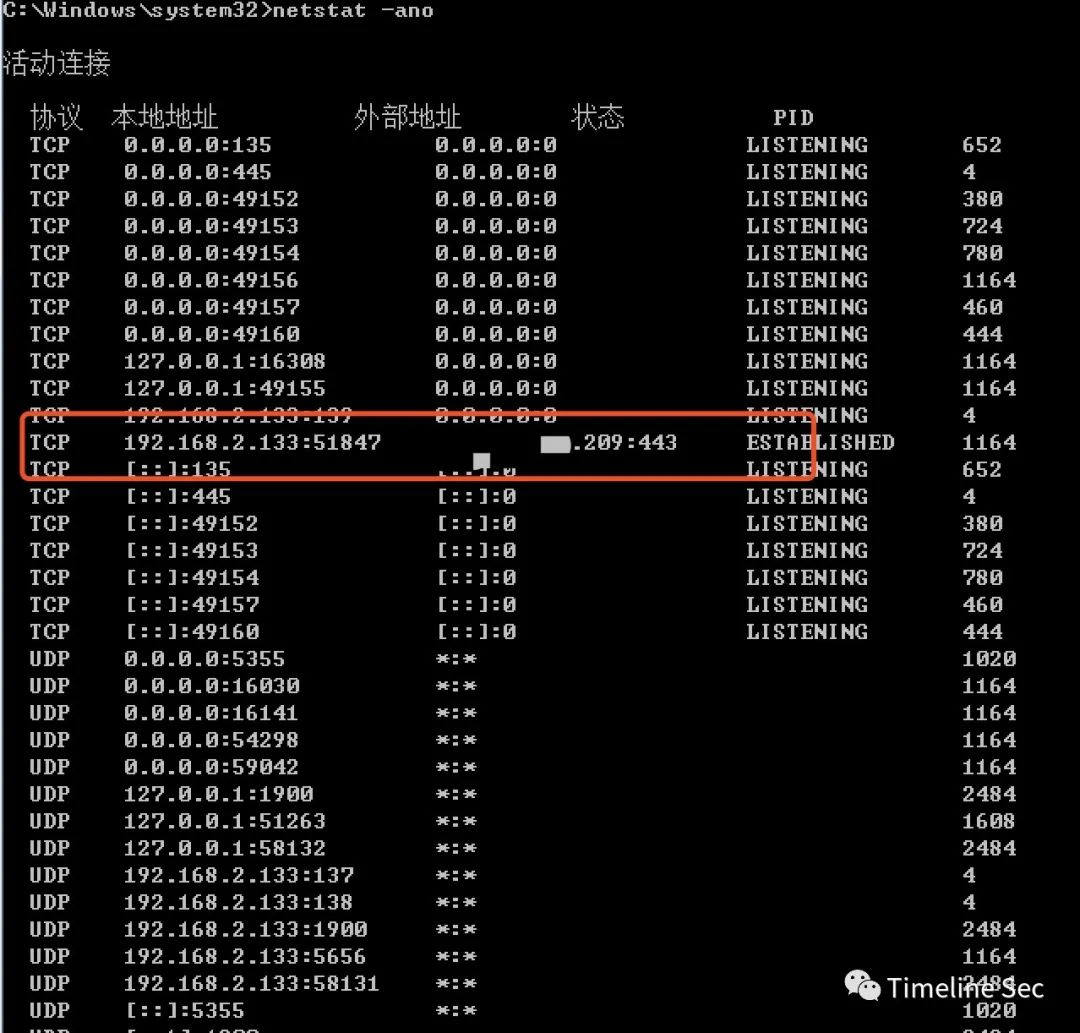 C:\Windows\system32>netstat -ano
活动连接
协议 本地地址 外部地址 状态 PID
TCP 0.0.0.0:135 0.0.0.0:0 LISTENING 652
TCP 0.0.0.0:445 0.0.0.0:0 LISTENING 4
TCP 0.0.0.0:49152 0.0.0.0:0 LISTENING 380
TCP 0.0.0.0:49153 0.0.0.0:0 LISTENING 724
TCP 0.0.0.0:49154 0.0.0.0:0 LISTENING 780
TCP 0.0.0.0:49156 0.0.0.0:0 LISTENING 1164
TCP 0.0.0.0:49157 0.0.0.0:0 LISTENING 460
TCP 0.0.0.0:49160 0.0.0.0:0 LISTENING 444
TCP 127.0.0.1:16308 0.0.0.0:0 LISTENING 1164
TCP 127.0.0.1:49155 0.0.0.0:0 LISTENING 1164
TCP 192.168.2.133:139 0.0.0.0:0 LISTENING 4
TCP 192.168.2.133:51847 .209:443 ESTABLISHED 1164
TCP [::]:135 LISTENING 652
TCP [::]:445 [::]:0 LISTENING 4
TCP [::]:49152 [::]:0 LISTENING 380
TCP [::]:49153 [::]:0 LISTENING 724
TCP [::]:49154 [::]:0 LISTENING 780
TCP [::]:49157 [::]:0 LISTENING 460
TCP [::]:49160 [::]:0 LISTENING 444
UDP 0.0.0.0:5355 *:* 1020
UDP 0.0.0.0:16030 *:* 1164
UDP 0.0.0.0:16141 *:* 1164
UDP 0.0.0.0:54298 *:* 1164
UDP 0.0.0.0:59042 *:* 1164
UDP 127.0.0.1:1900 *:* 2484
UDP 127.0.0.1:51263 *:* 1608
UDP 127.0.0.1:58132 *:* 2484
UDP 192.168.2.133:137 *:* 4
UDP 192.168.2.133:138 *:* 4
UDP 192.168.2.133:1900 *:* 2484
UDP 192.168.2.133:5656 *:* 1164
UDP 192.168.2.133:58131 *:* 2484
Timeline Sec
UDP [::]:5355 *:* 1020